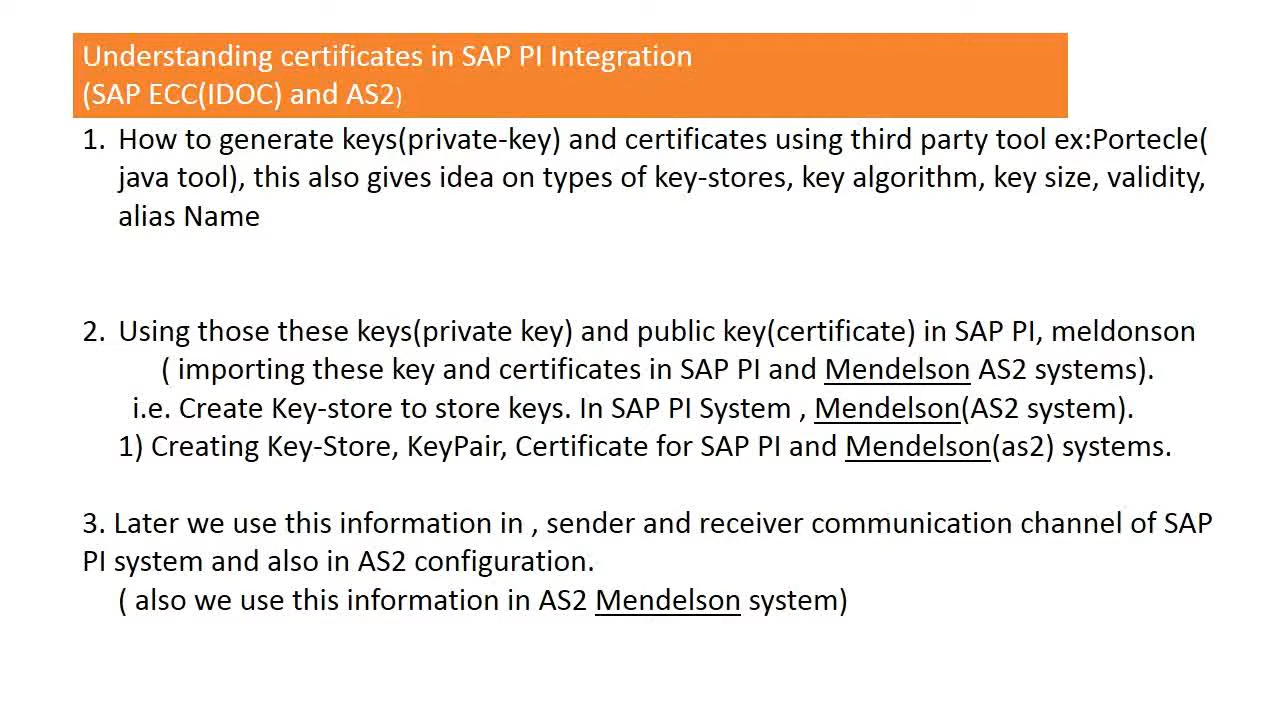 Understanding certificates in SAP PI Integration
(SAP ECC(IDOC) and AS2)
1. How to generate keys(private-key) and certificates using third party tool ex:Portecle(
java tool), this also gives idea on types of key-stores, key algorithm, key size, validity,
alias Name
2. Using those these keys(private key) and public key(certificate) in SAP PI, meldonson
( importing these key and certificates in SAP PI and Mendelson AS2 systems).
i.e. Create Key-store to store keys. In SAP PI System , Mendelson(AS2 system).
1) Creating Key-Store, KeyPair, Certificate for SAP PI and Mendelson(as2) systems.
3. Later we use this information in , sender and receiver communication channel of SAP
PI system and also in AS2 configuration.
( also we use this information in AS2 Mendelson system)